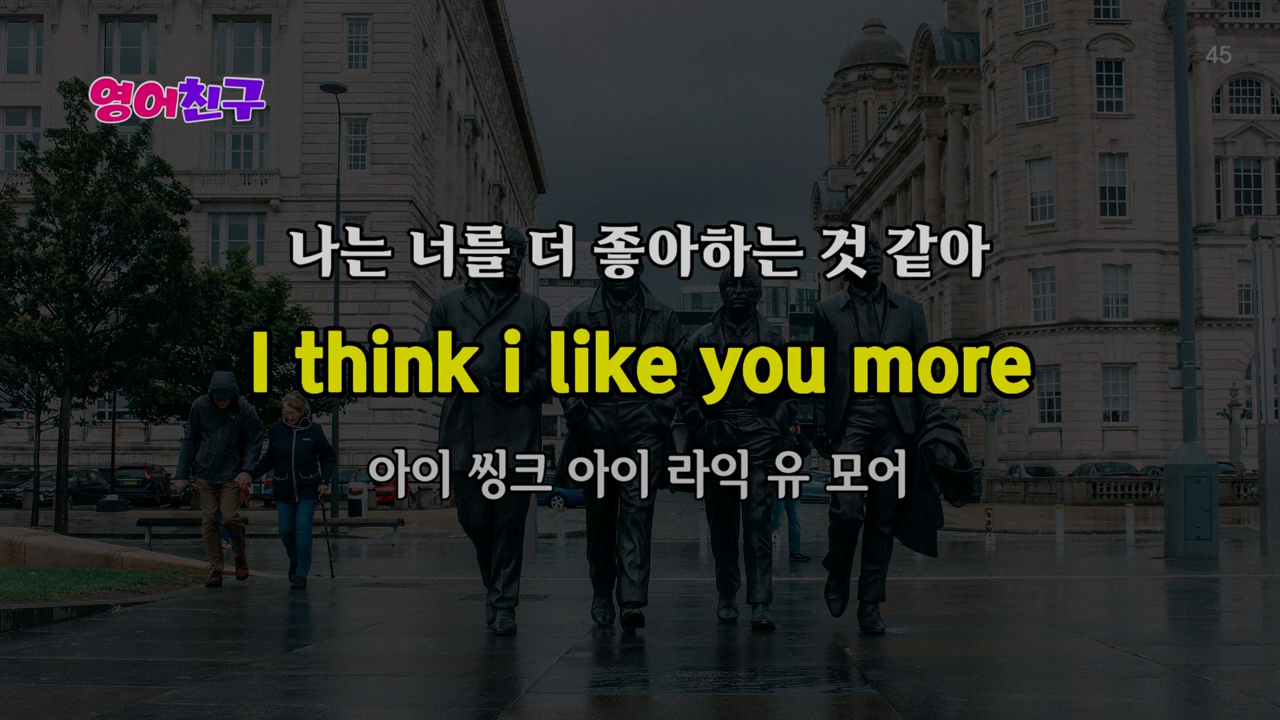 45
영어친구
나는 너를 더 좋아하는 것 같아
I think i like you more
아이 씽크 아이 라익 유 모어